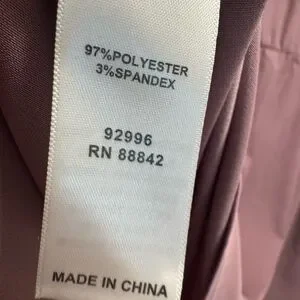 97%POLYESTER
3%SPANDEX
92996
RN 88842
MADE IN CHINA